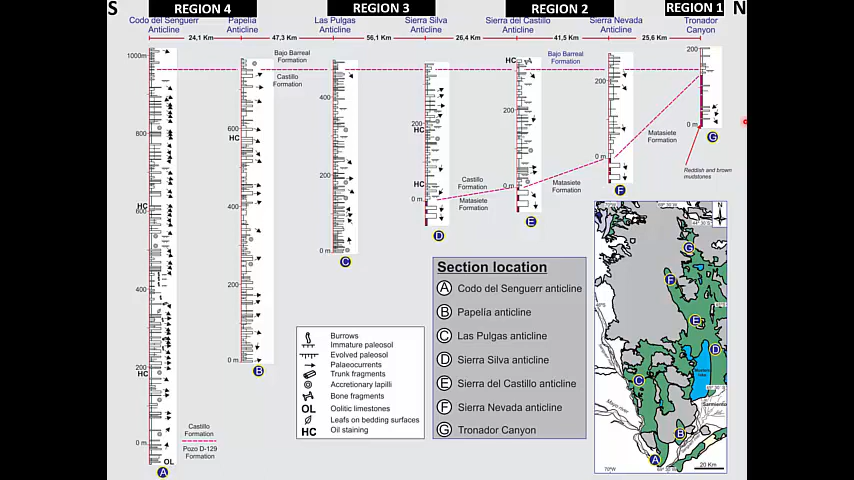 S
REGION 4
REGION 3
REGION 2
REGION 1
N
Codo del Senguerr
Anticline
Papelía
Anticline
Las Pulgas
Anticline
Sierra Silva
Anticline
Sierra del Castillo
Anticline
Sierra Nevada
Anticline
Tronador
Canyon
24,1 Km
47,3 Km
56,1 Km
26,4 Km
41,5 Km
25,6 Km
Bajo Barreal
Formation
Castillo
Formation
Bajo Barreal
Formation
1000m
800
HC
600
400
200
HC
0 m
OL
A
600
HC
400
200
0 m
B
400
200
0 m
C
200
HC
HC
0 m
D
HC
200
0 m
E
200
0 m
F
200
0 m
G
Castillo
Formation
Matasiete
Formation
Matasiete
Formation
Matasiete
Formation
Reddish and brown
mudstones
Castillo
Formation
Pozo D-129
Formation
Burrows
Immature paleosol
Evolved paleosol
Palaeocurrents
Trunk fragments
Accretionary lapilli
Bone fragments
OL Oolitic limestones
Leafs on bedding surfaces
HC Oil staining
Section location
A Codo del Senguerr anticline
B Papelía anticline
C Las Pulgas anticline
D Sierra Silva anticline
E Sierra del Castillo anticline
F Sierra Nevada anticline
G Tronador Canyon
N
G
F
E
D
C
B
A
Sarmiento
70°W
20 Km